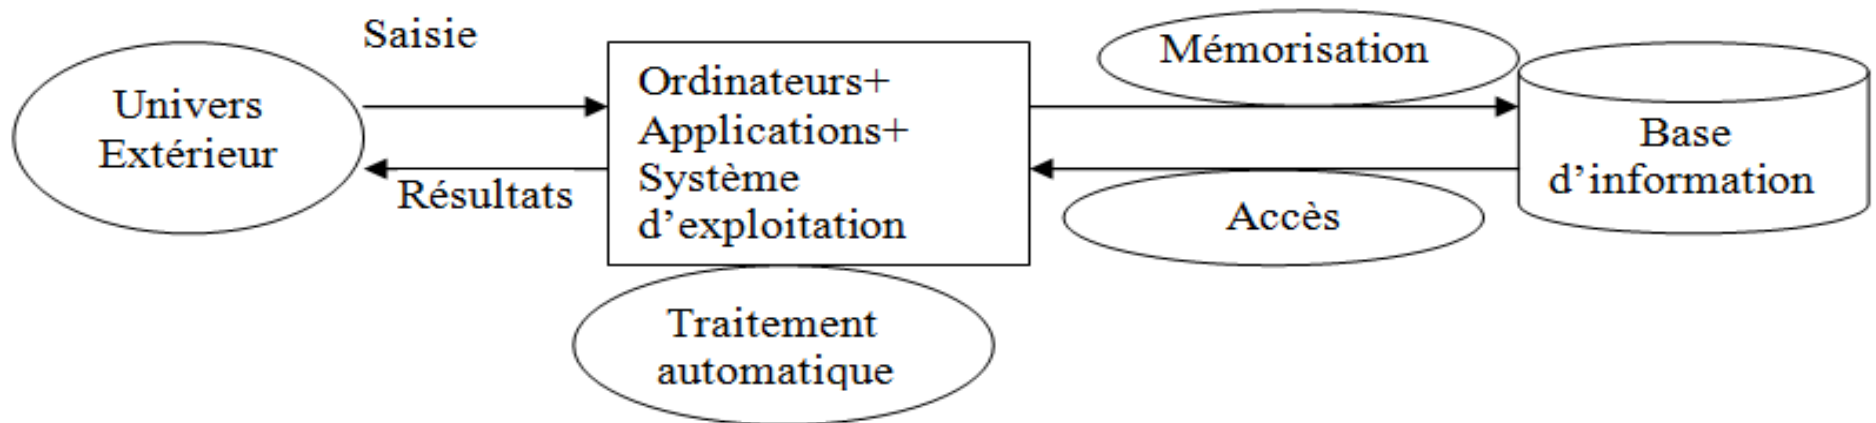 Univers
Extérieur
Saisie
Résultats
Ordinateurs+
Applications+
Système
d’exploitation
Traitement
automatique
Mémorisation
Accès
Base
d’information